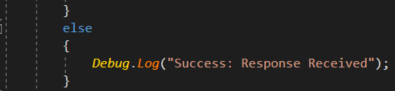 }
else
{
Debug.Log("Success: Response Received");
}